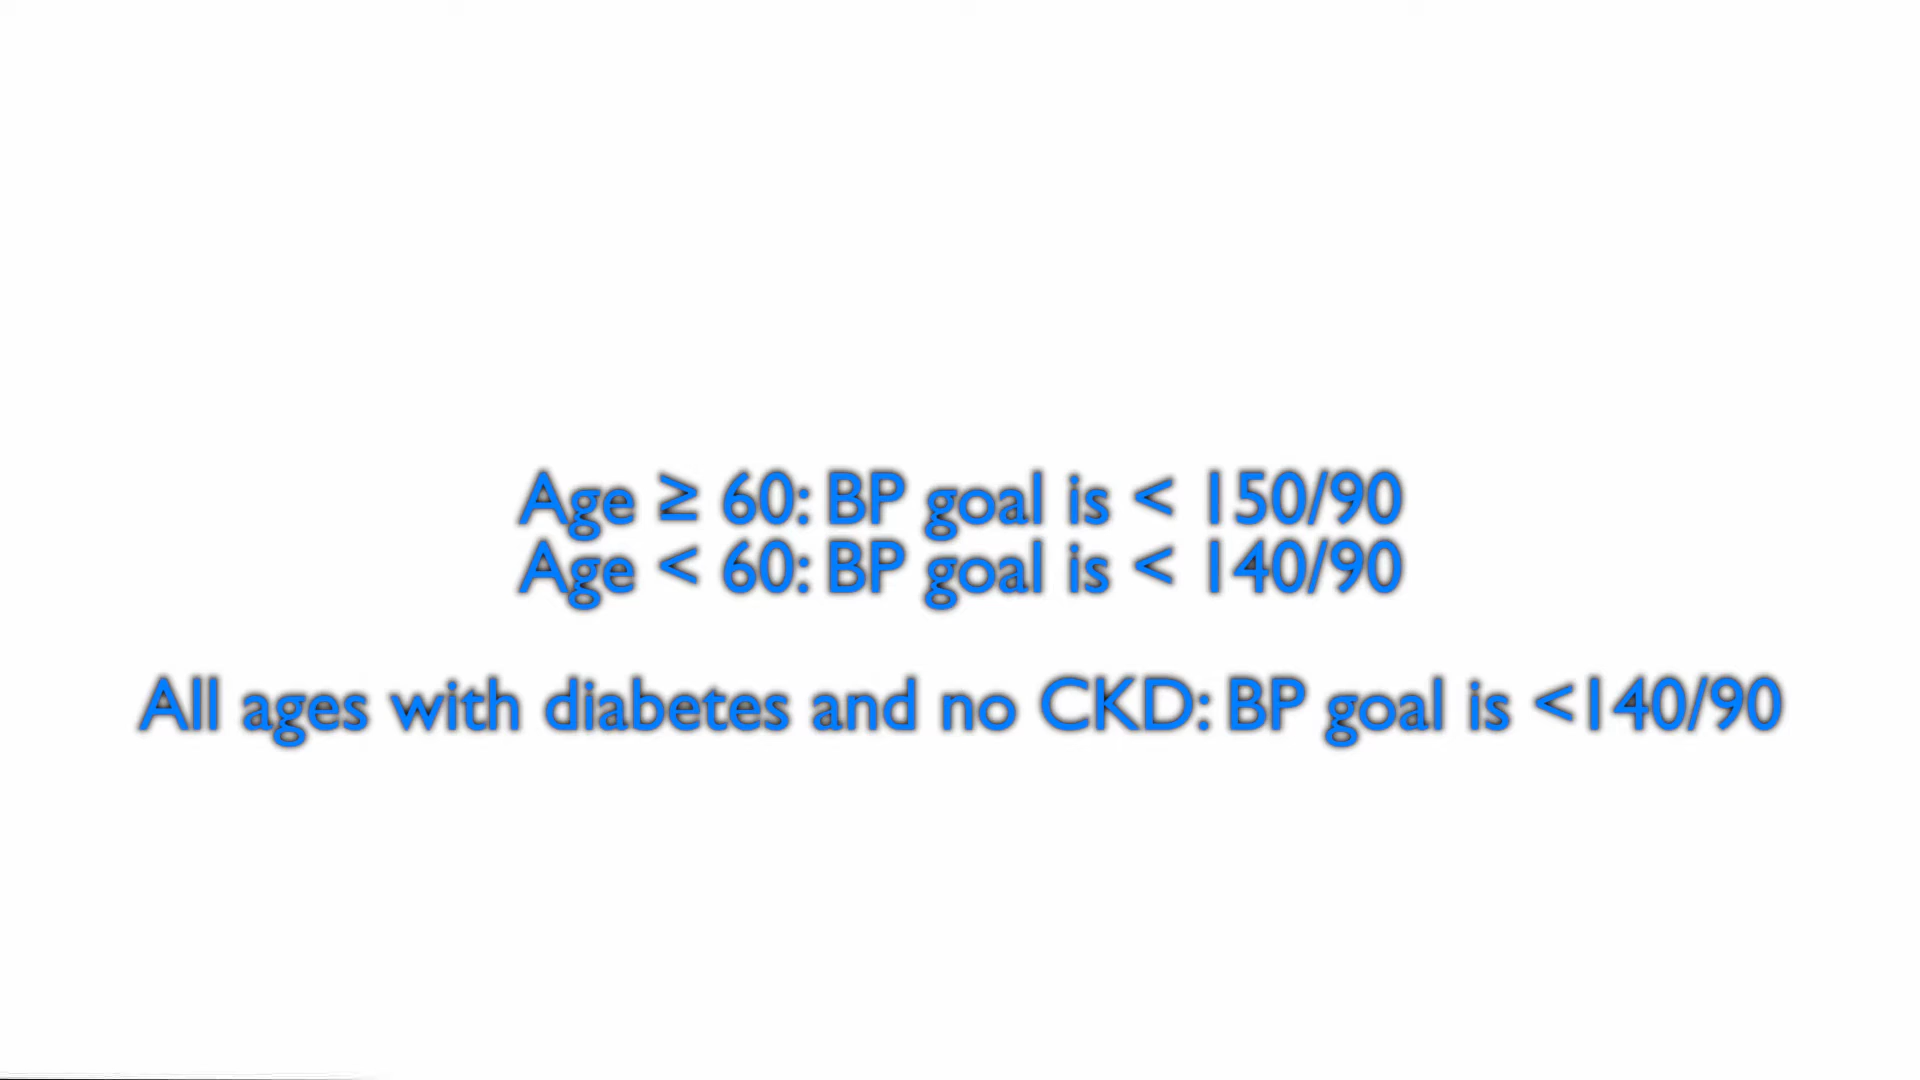 Age ≥ 60: BP goal is < 150/90
Age < 60: BP goal is < 140/90
All ages with diabetes and no CKD: BP goal is <140/90